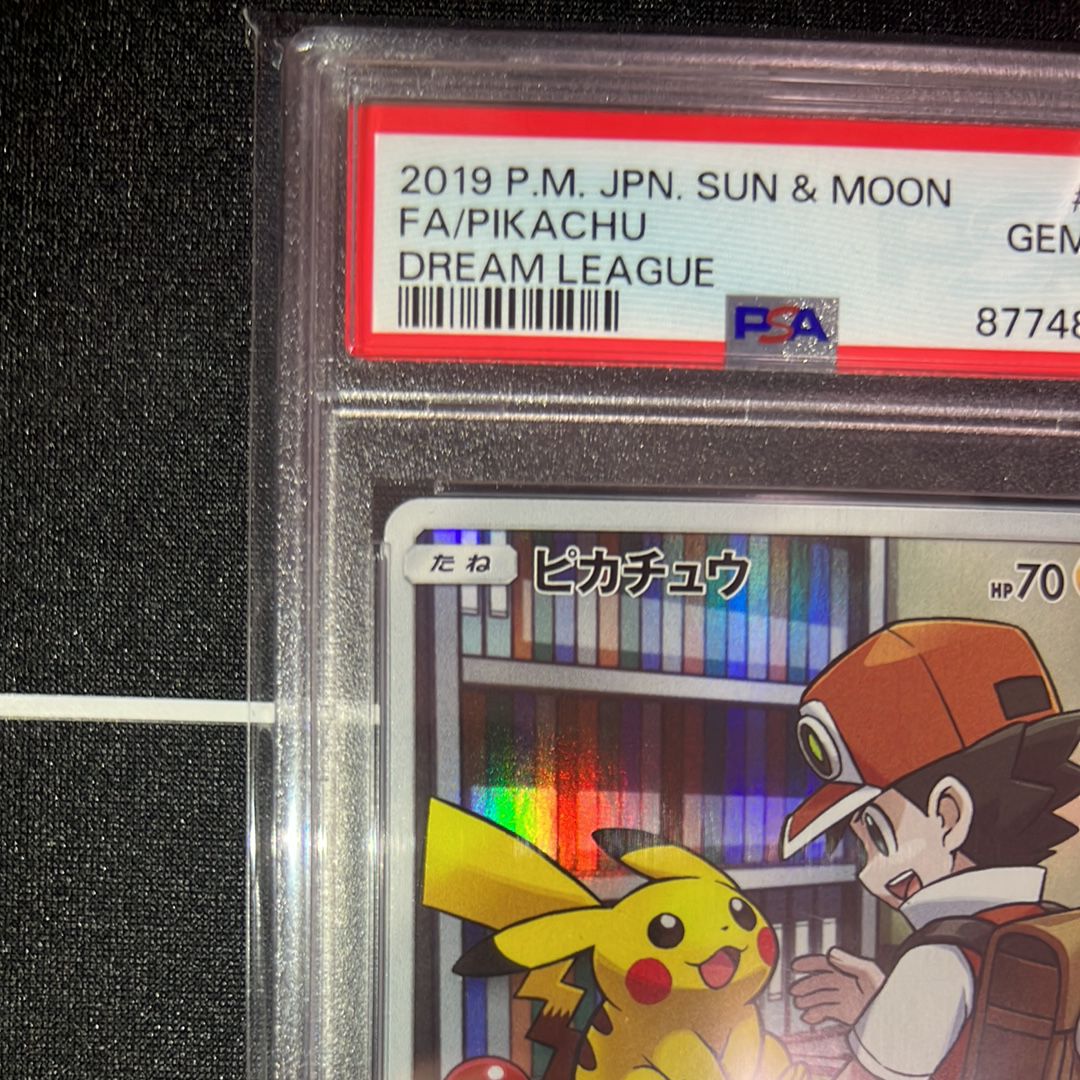 2019 P.M. JPN. SUN & MOON #
FA/PIKACHU GEM
DREAM LEAGUE
PSA 87748
たね ピカチュウ HP70